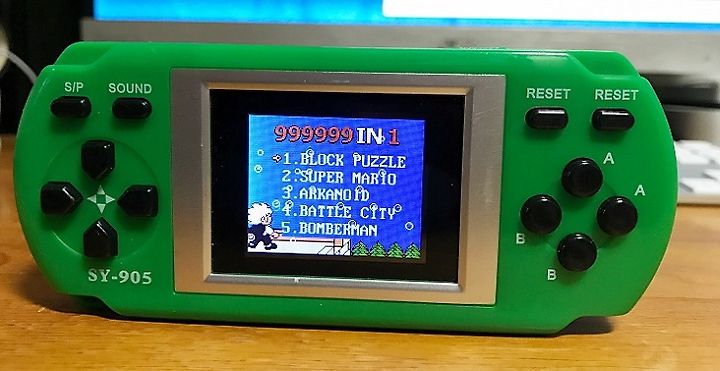 S/P SOUND
RESET RESET
999999 IN 1
1.BLOCK PUZZLE
2.SUPER MARIO
3.ARKANOID
4.BATTLE CITY
5.BOMBERMAN
A
A
B
B
SY-905